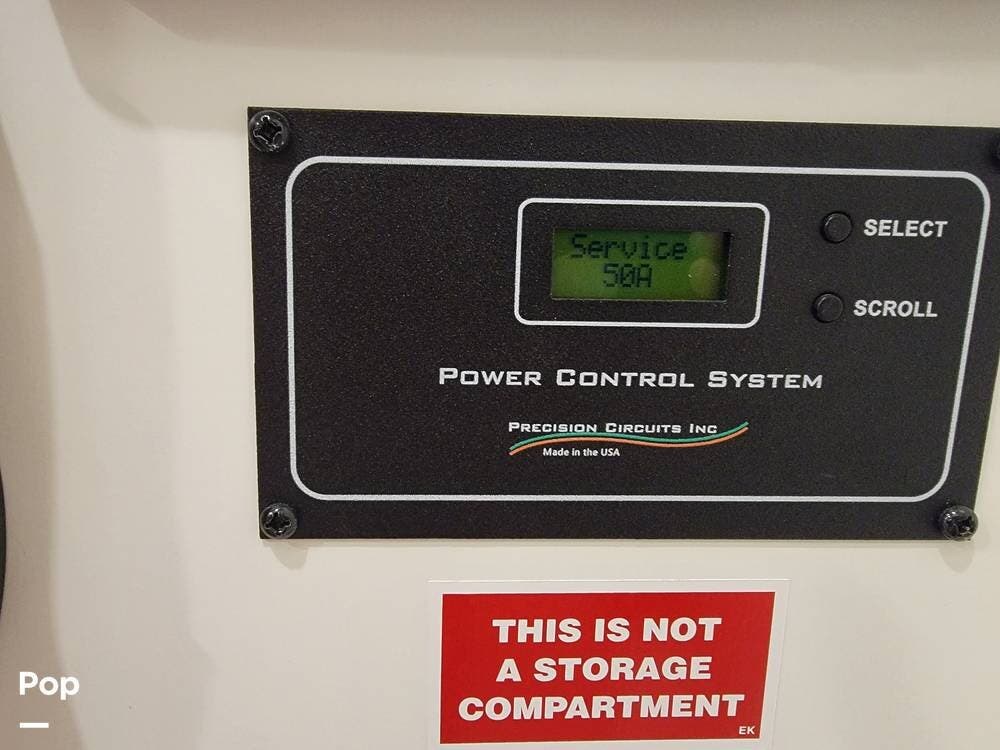 Service
50A
SELECT
SCROLL
POWER CONTROL SYSTEM
PRECISION CIRCUITS INC
Made in the USA
THIS IS NOT
A STORAGE
COMPARTMENT
EK
Pop